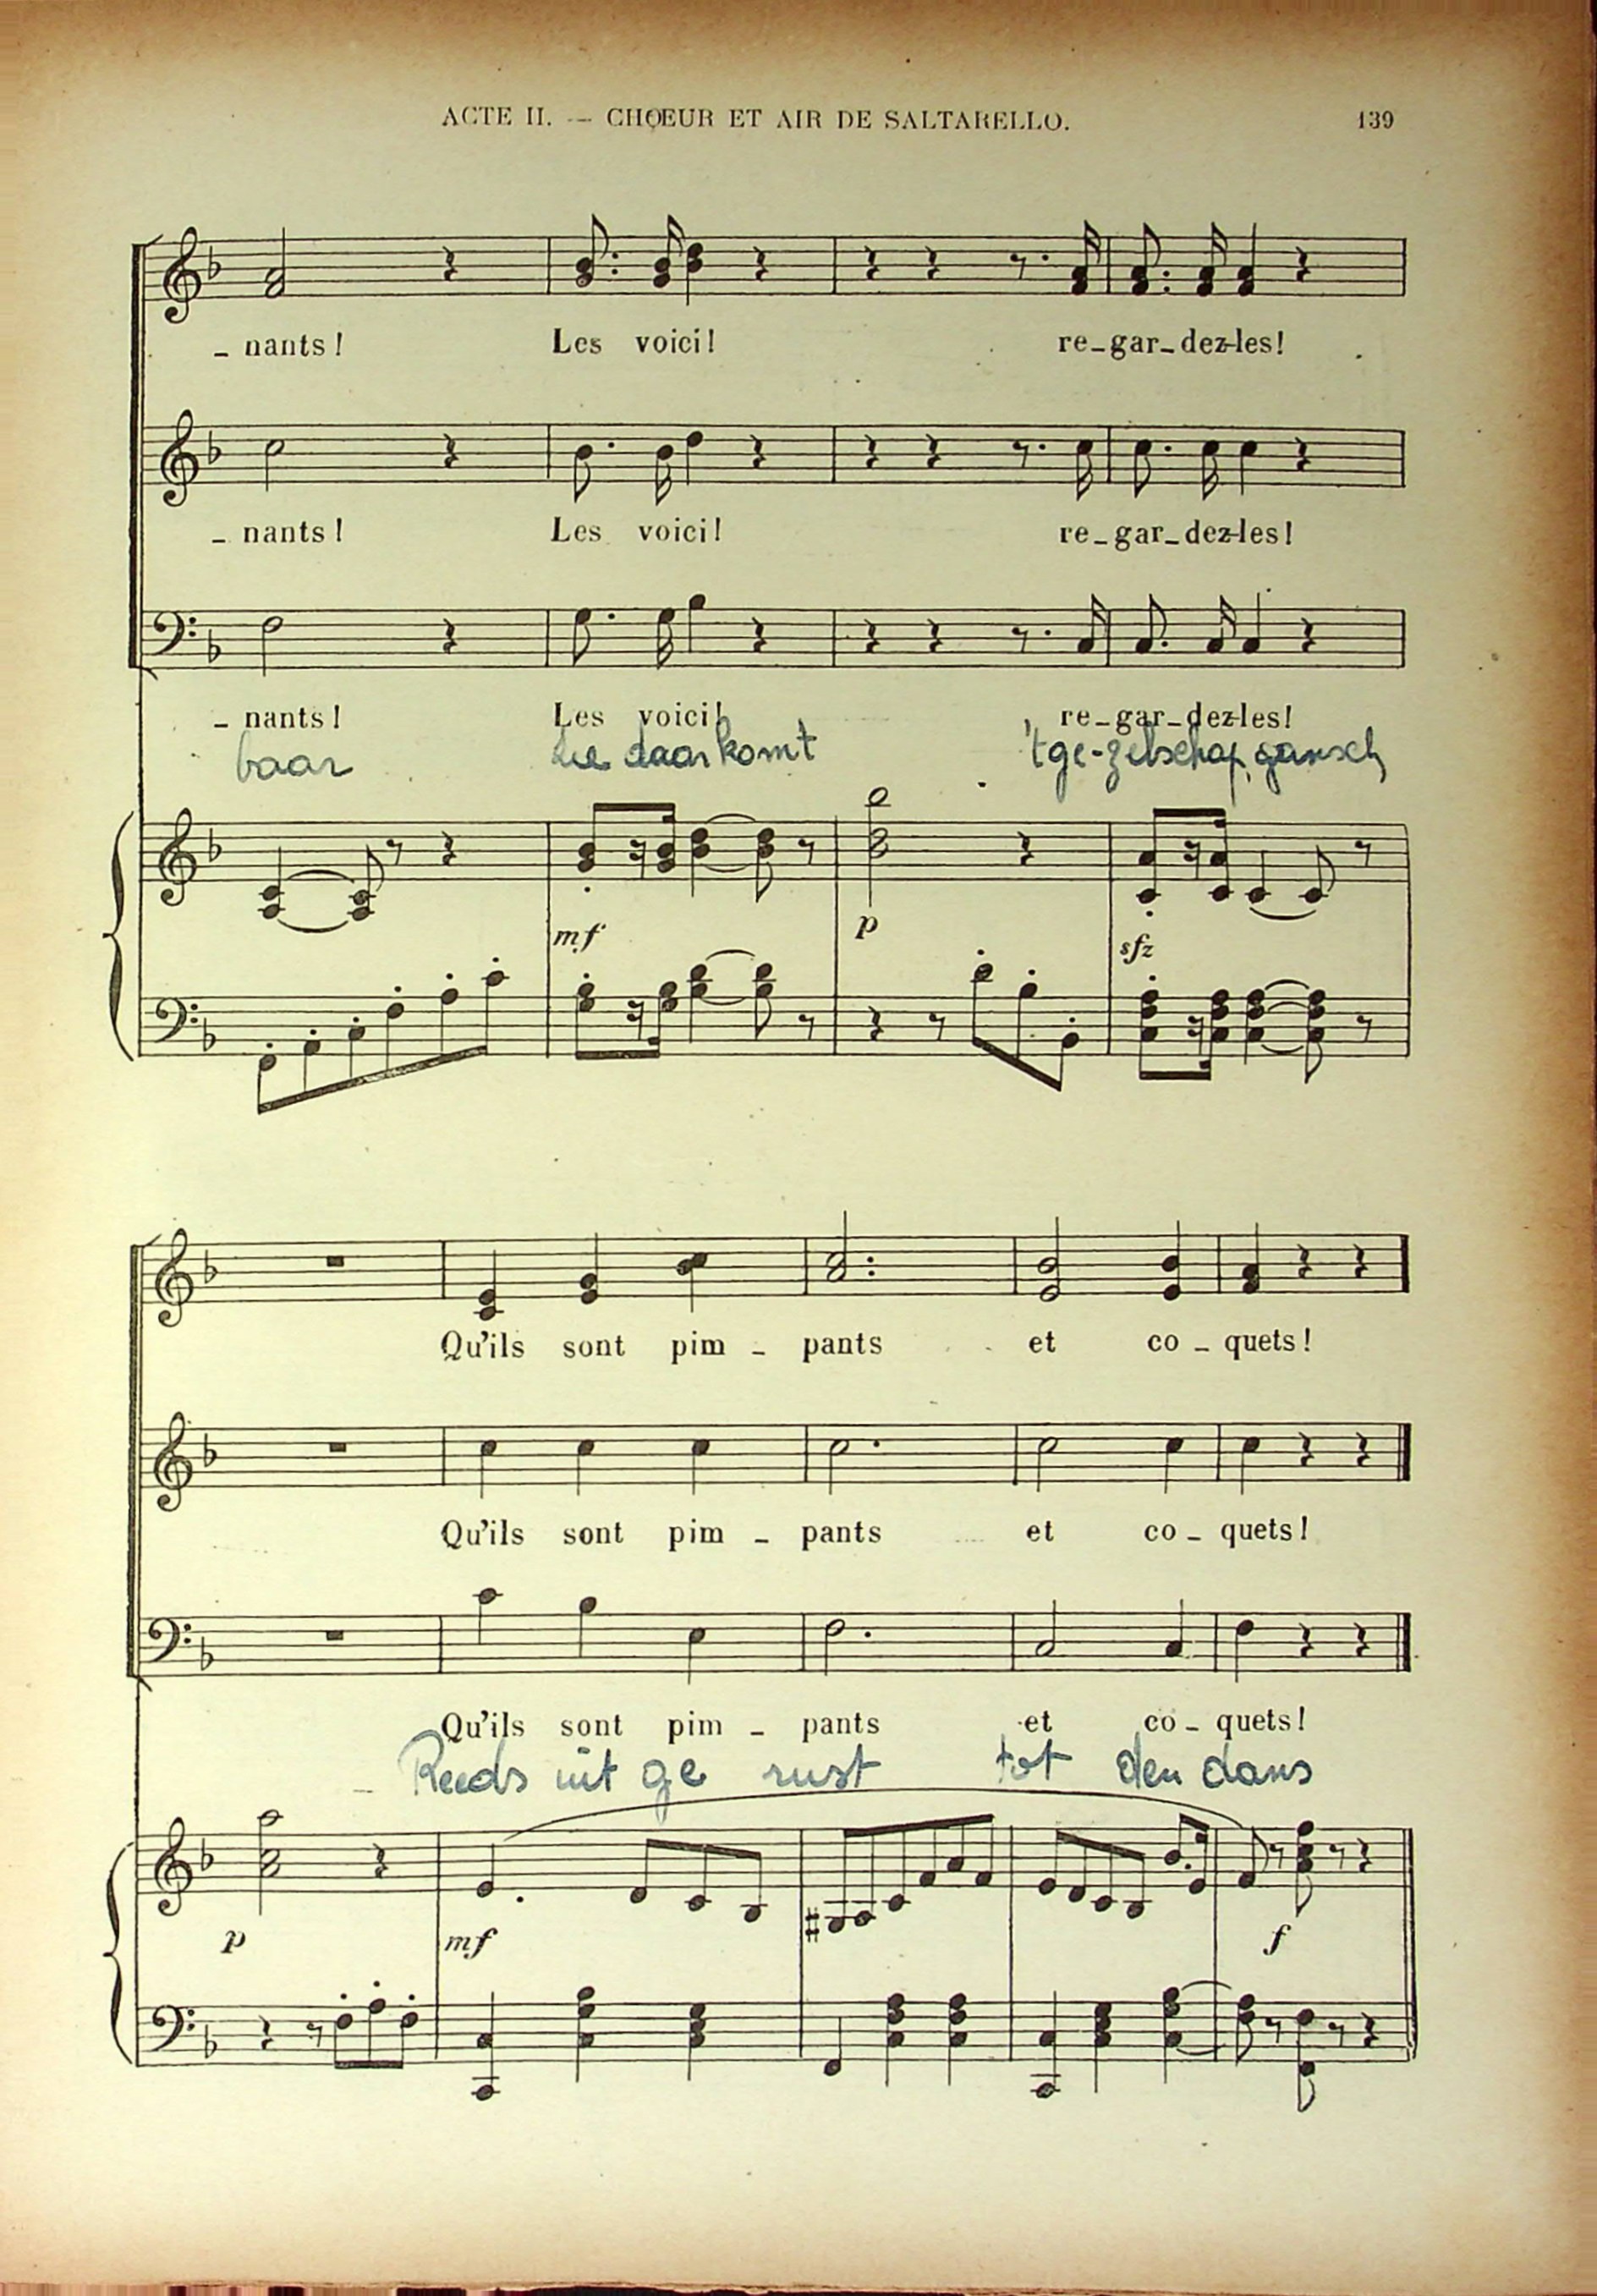 ACTE II. — CHŒUR ET AIR DE SALTARELLO. 139
_ nants! Les voici! re_gar_dez-les!
_ nants! Les voici! re_gar_dez-les!
_ nants! Les voici! re_gar_dez-les!
baar zie daar komt 't ge-zelschap gansch
mf p sfz
Qu'ils sont pim _ pants et co _ quets!
Qu'ils sont pim _ pants et co _ quets!
Qu'ils sont pim _ pants et co _ quets!
Reeds uit ge rust tot den dans
p mf f